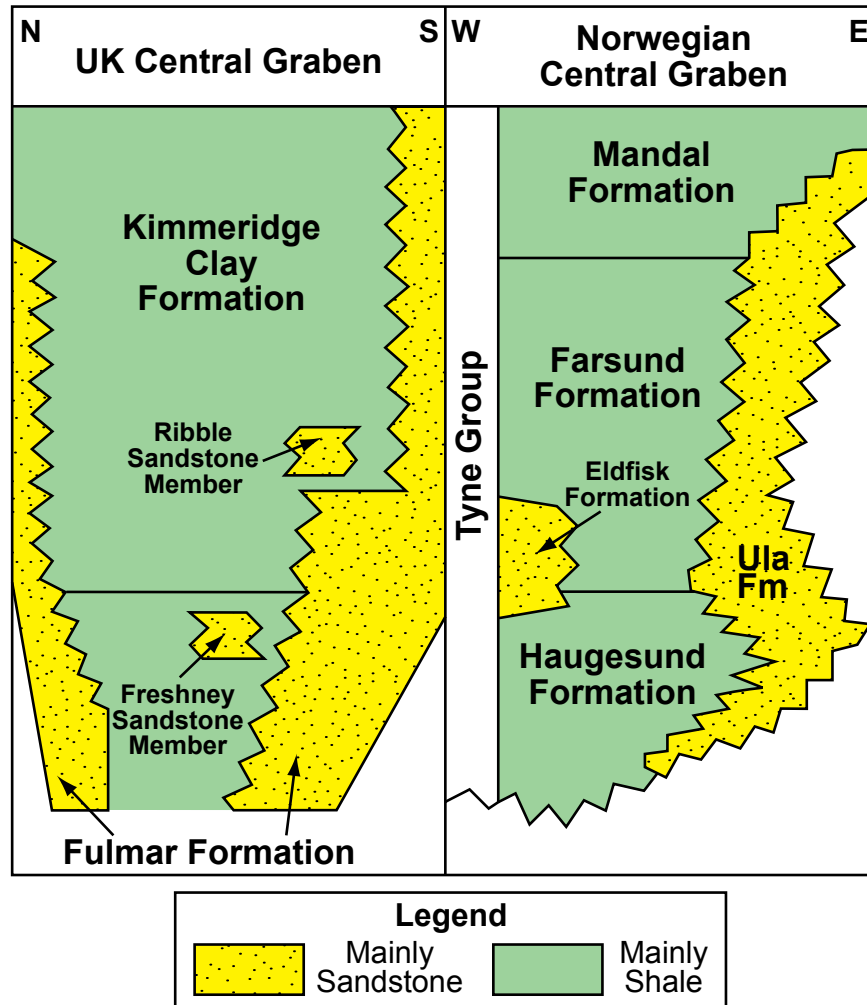 N
S
UK Central Graben
W
E
Norwegian
Central Graben
Kimmeridge
Clay
Formation
Ribble
Sandstone
Member
Freshney
Sandstone
Member
Fulmar Formation
Tyne Group
Mandal
Formation
Farsund
Formation
Eldfisk
Formation
Ula
Fm
Haugesund
Formation
Legend
Mainly
Sandstone
Mainly
Shale